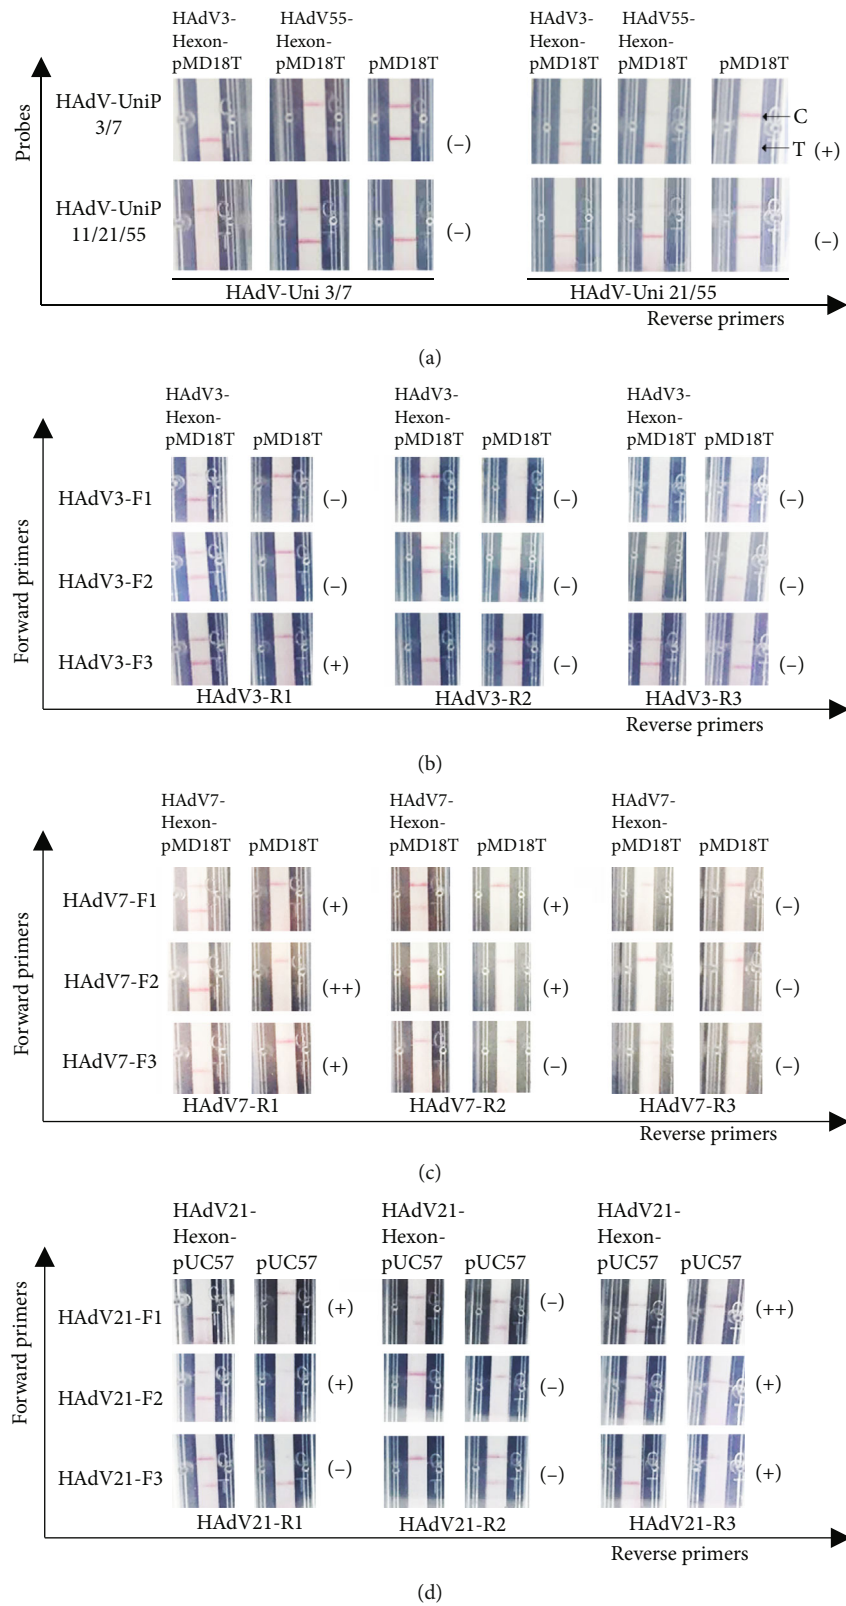 HAdV3-
Hexon-
pMD18T
HAdV55-
Hexon-
pMD18T
pMD18T
HAdV3-
Hexon-
pMD18T
HAdV55-
Hexon-
pMD18T
pMD18T
Probes
HAdV-UniP
3/7
(–)
C
T
(+)
HAdV-UniP
11/21/55
(–)
(–)
HAdV-Uni 3/7
HAdV-Uni 21/55
Reverse primers
(a)
HAdV3-
Hexon-
pMD18T
pMD18T
HAdV3-
Hexon-
pMD18T
pMD18T
HAdV3-
Hexon-
pMD18T
pMD18T
Forward primers
HAdV3-F1
(–)
(–)
(–)
HAdV3-F2
(–)
(–)
(–)
HAdV3-F3
(+)
(–)
(–)
HAdV3-R1
HAdV3-R2
HAdV3-R3
Reverse primers
(b)
HAdV7-
Hexon-
pMD18T
pMD18T
HAdV7-
Hexon-
pMD18T
pMD18T
HAdV7-
Hexon-
pMD18T
pMD18T
Forward primers
HAdV7-F1
(+)
(+)
(–)
HAdV7-F2
(++)
(+)
(–)
HAdV7-F3
(+)
(–)
(–)
HAdV7-R1
HAdV7-R2
HAdV7-R3
Reverse primers
(c)
HAdV21-
Hexon-
pUC57
pUC57
HAdV21-
Hexon-
pUC57
pUC57
HAdV21-
Hexon-
pUC57
pUC57
Forward primers
HAdV21-F1
(+)
(–)
(++)
HAdV21-F2
(+)
(–)
(+)
HAdV21-F3
(–)
(–)
(+)
HAdV21-R1
HAdV21-R2
HAdV21-R3
Reverse primers
(d)